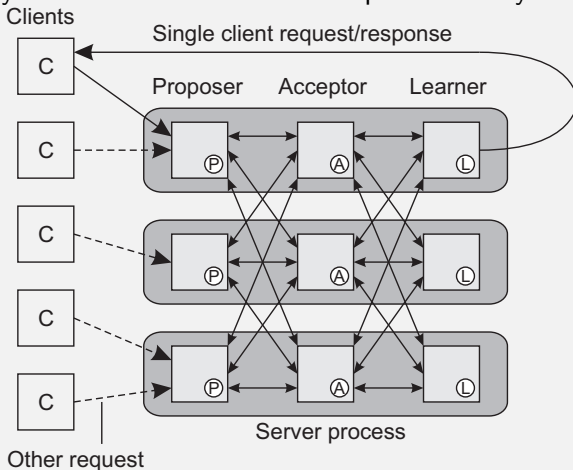 Clients
Single client request/response
C
Proposer Acceptor Learner
C
P A L
C
P A L
C
P A L
C
Server process
Other request